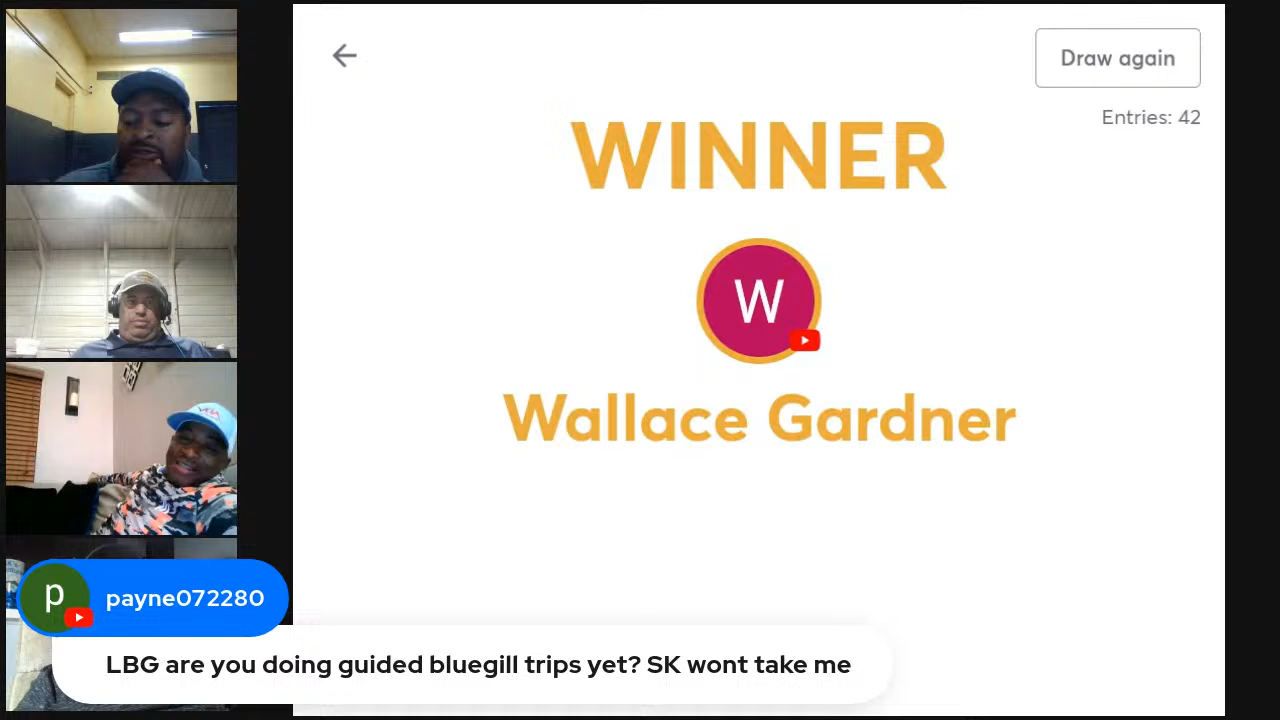 Draw again
Entries: 42
WINNER
W
Wallace Gardner
p
payne072280
LBG are you doing guided bluegill trips yet? SK wont take me